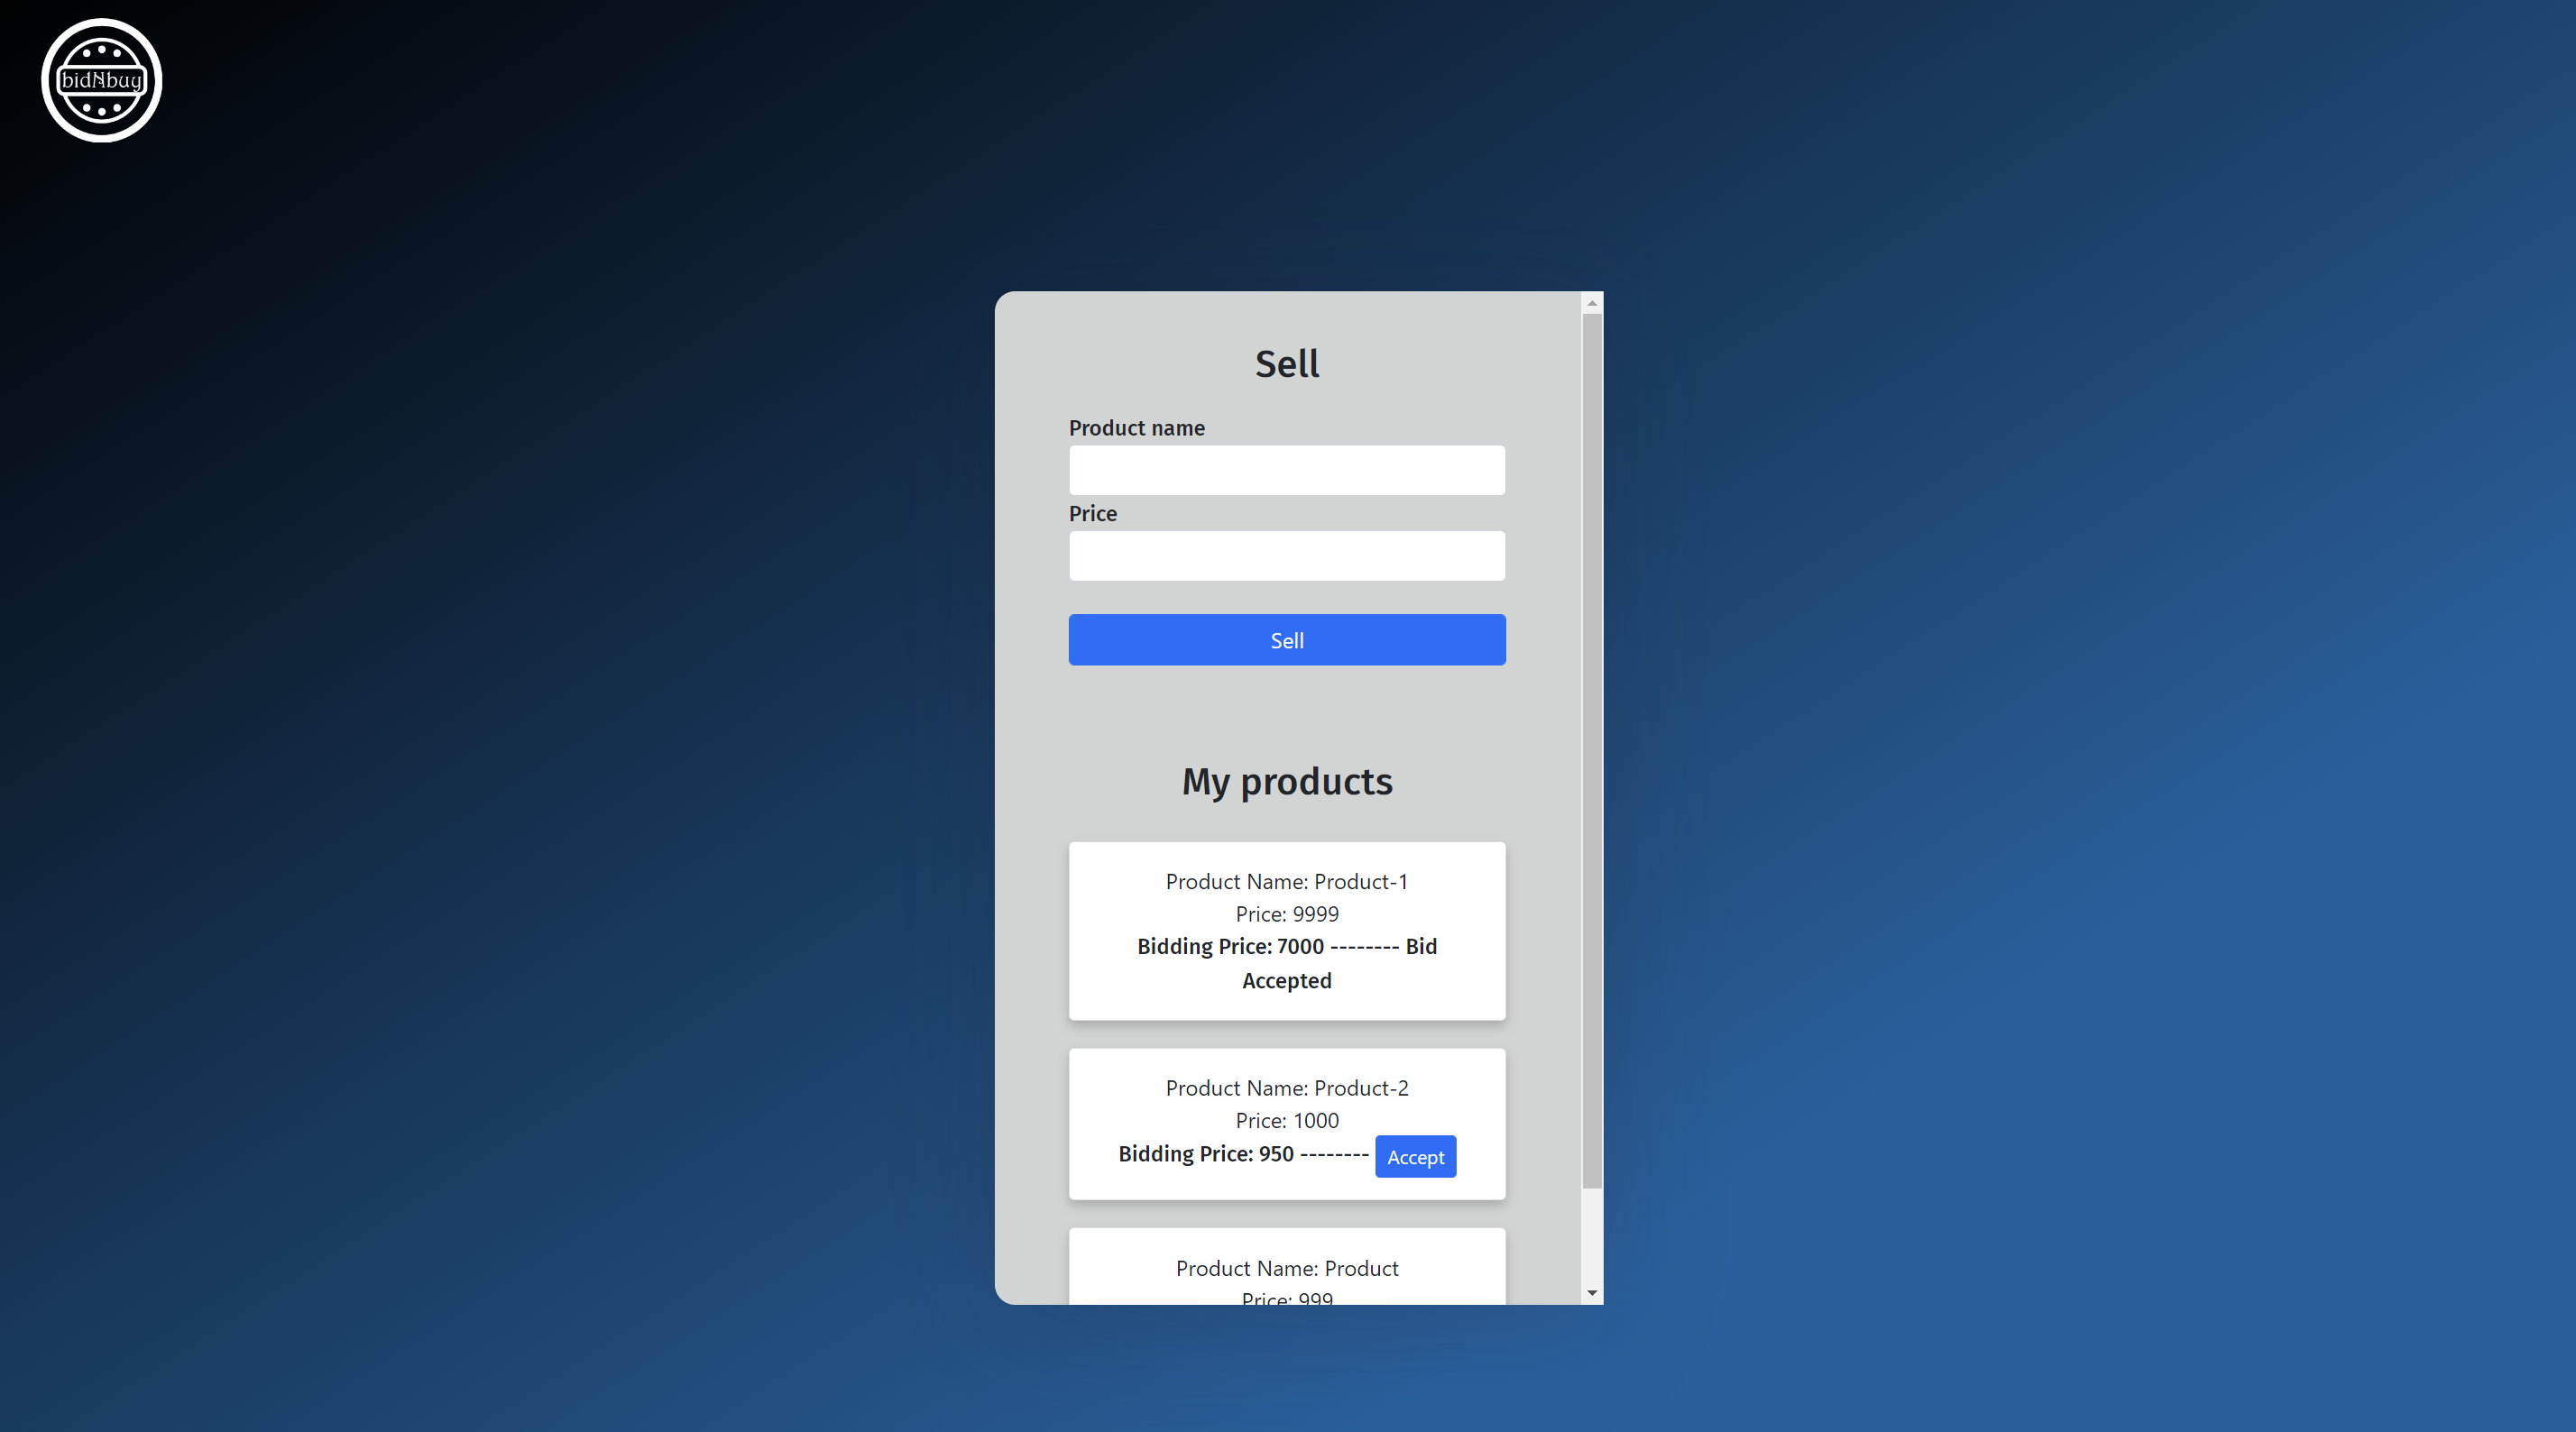 bidNbuy
Sell
Product name
Price
Sell
My products
Product Name: Product-1
Price: 9999
Bidding Price: 7000 -------- Bid
Accepted
Product Name: Product-2
Price: 1000
Bidding Price: 950 -------- Accept
Product Name: Product
Price: 999